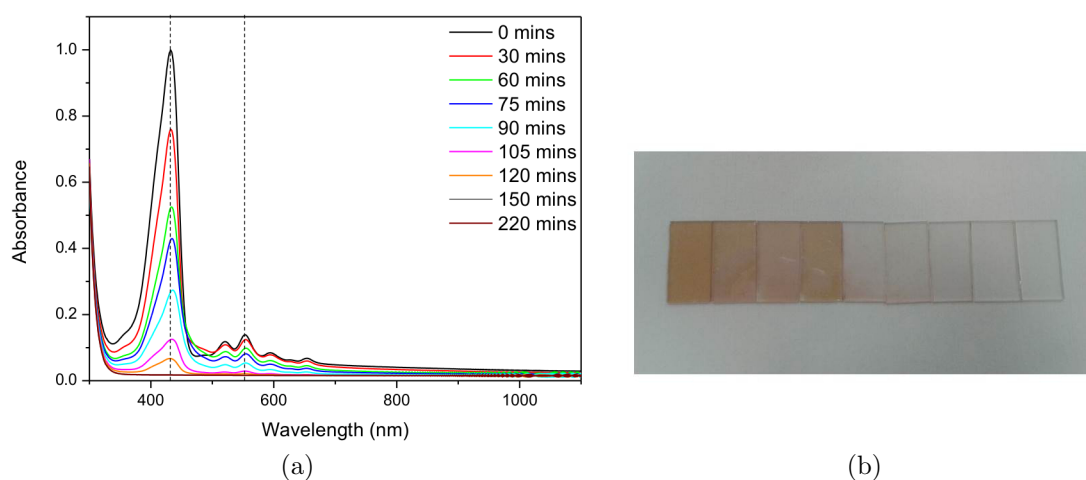 0 mins
30 mins
60 mins
75 mins
90 mins
105 mins
120 mins
150 mins
220 mins
1.0
0.8
0.6
0.4
0.2
0.0
Absorbance
400 600 800 1000
Wavelength (nm)
(a) (b)